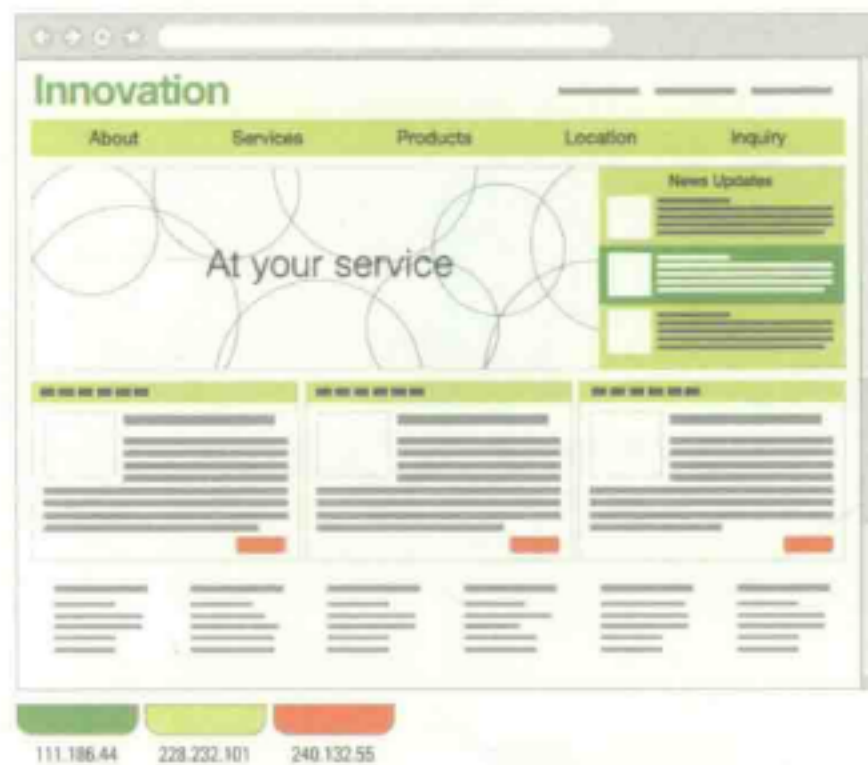 Innovation
About Services Products Location Inquiry
News Updates
At your service
111.186.44 228.232.101 240.132.55